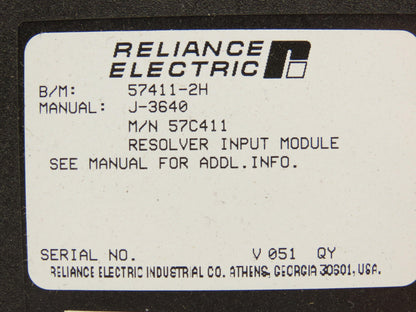 RELIANCE
ELECTRIC
B/M: 57411-2H
MANUAL: J-3640
M/N 57C411
RESOLVER INPUT MODULE
SEE MANUAL FOR ADDL.INFO.
SERIAL NO. V 051 QY
RELIANCE ELECTRIC INDUSTRIAL CO. ATHENS, GEORGIA 30601, USA.